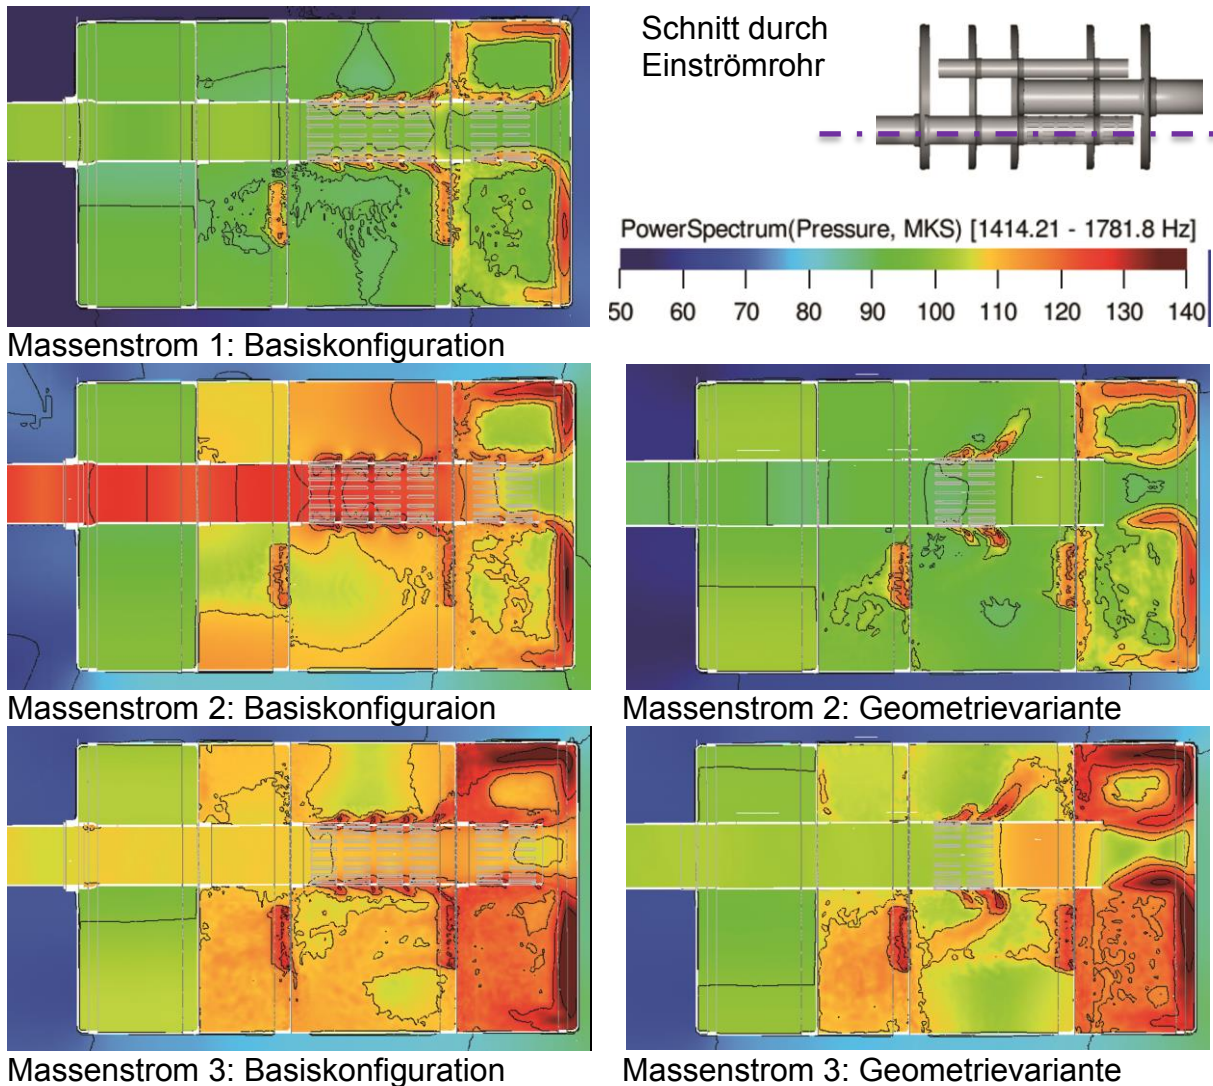 Schnitt durch
Einströmrohr
PowerSpectrum(Pressure, MKS) [1414.21 - 1781.8 Hz]
50 60 70 80 90 100 110 120 130 140
Massenstrom 1: Basiskonfiguration
Massenstrom 2: Basiskonfiguraion
Massenstrom 2: Geometrievariante
Massenstrom 3: Basiskonfiguration
Massenstrom 3: Geometrievariante